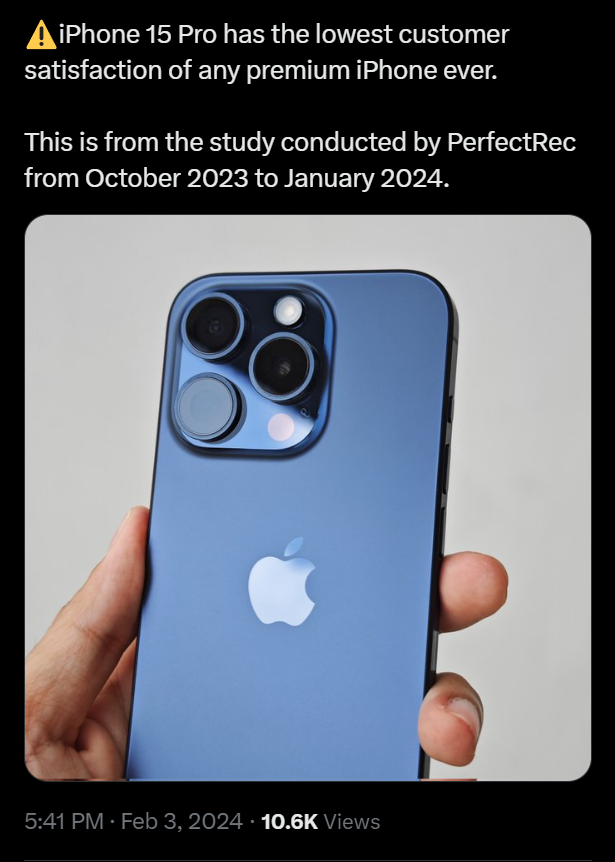 ⚠️iPhone 15 Pro has the lowest customer
satisfaction of any premium iPhone ever.
This is from the study conducted by PerfectRec
from October 2023 to January 2024.
5:41 PM · Feb 3, 2024 · 10.6K Views